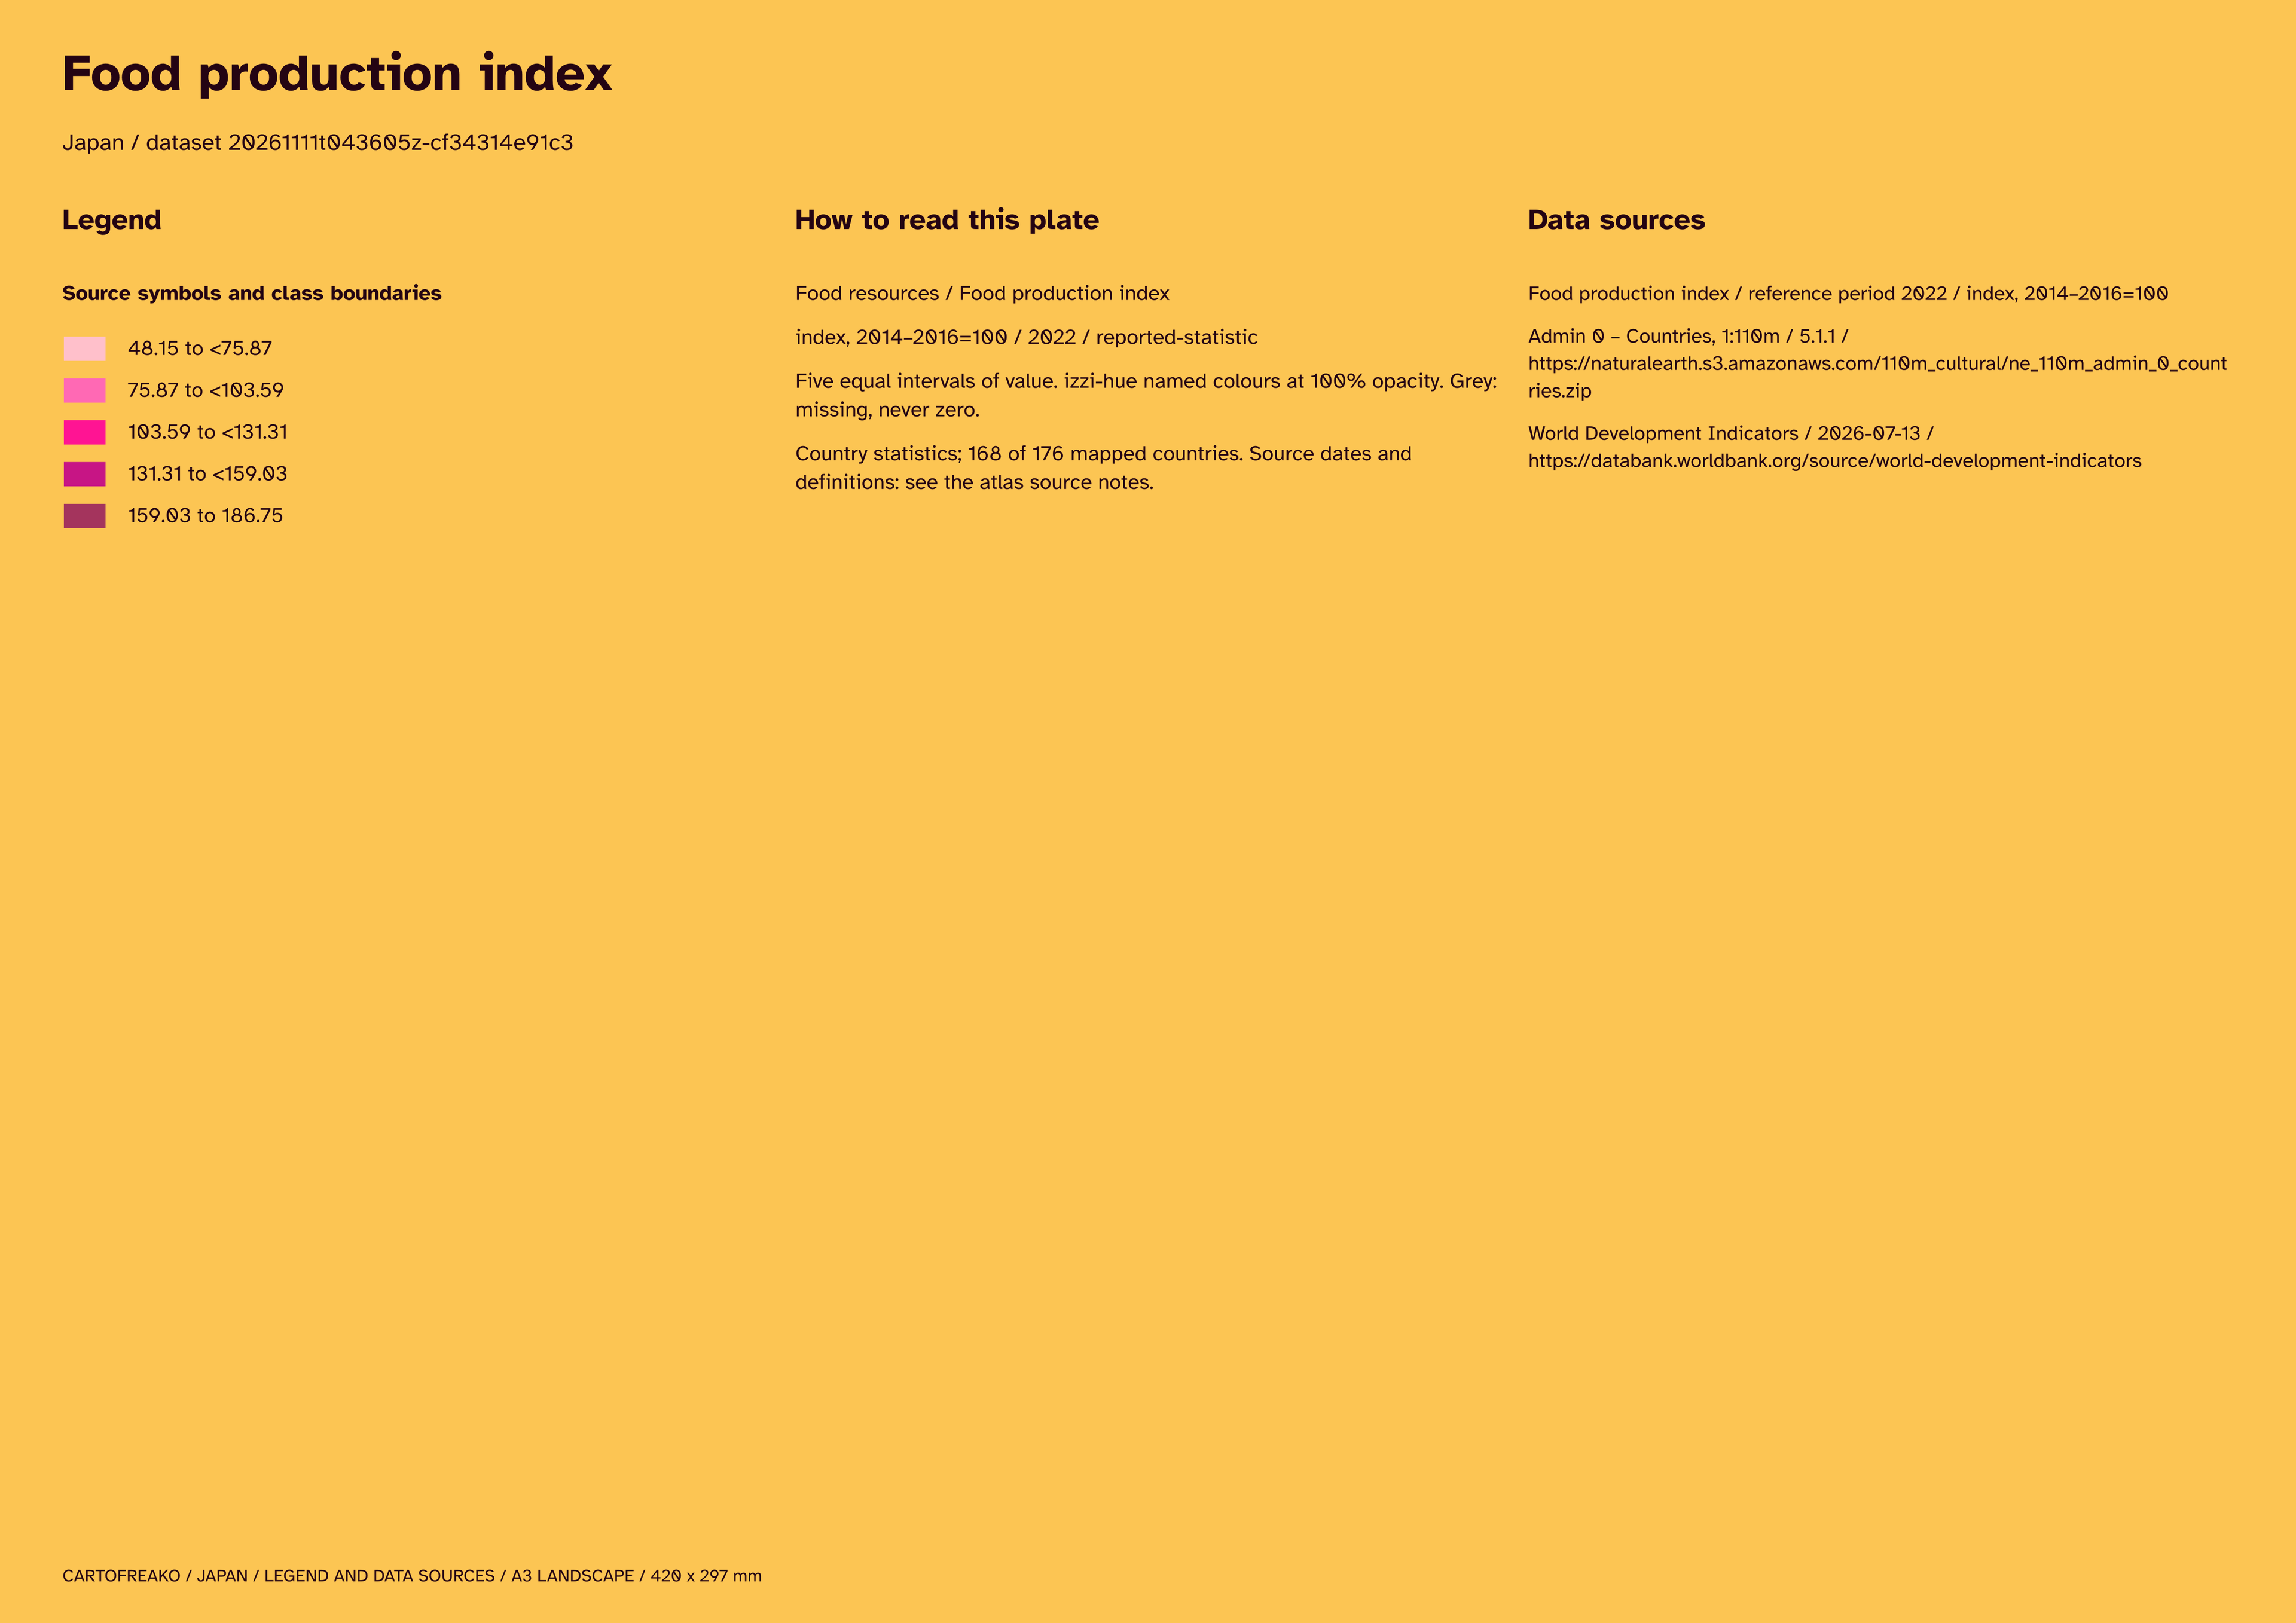 Food production index
Japan / dataset 20261111t043605z-cf34314e91c3
Legend
Source symbols and class boundaries
48.15 to <75.87
75.87 to <103.59
103.59 to <131.31
131.31 to <159.03
159.03 to 186.75
How to read this plate
Food resources / Food production index
index, 2014–2016=100 / 2022 / reported-statistic
Five equal intervals of value. izzi-hue named colours at 100% opacity. Grey:
missing, never zero.
Country statistics; 168 of 176 mapped countries. Source dates and
definitions: see the atlas source notes.
Data sources
Food production index / reference period 2022 / index, 2014–2016=100
Admin 0 – Countries, 1:110m / 5.1.1 /
https://naturalearth.s3.amazonaws.com/110m_cultural/ne_110m_admin_0_count
ries.zip
World Development Indicators / 2026-07-13 /
https://databank.worldbank.org/source/world-development-indicators
CARTOFREAKO / JAPAN / LEGEND AND DATA SOURCES / A3 LANDSCAPE / 420 x 297 mm